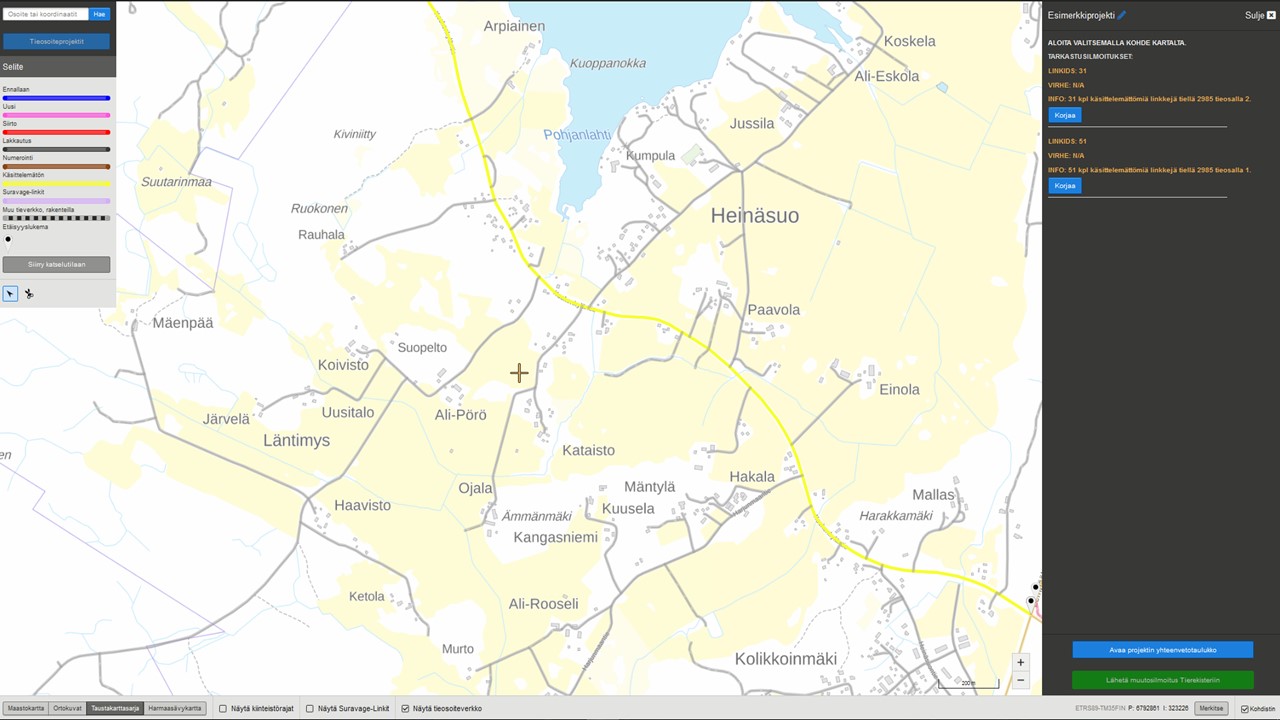 Osoite tai koordinaatit
Hae
Tieosoiteprojektit
Selite
Ennallaan
Uusi
Siirto
Lakkautus
Numerointi
Käsittelemätön
Suravage-linkit
Muu tieverkko, rakenteilla
Etäisyyslukema
Siirry katselutilaan
Arpiainen
Kuoppanokka
Koskela
Ali-Eskola
Kiviniitty
Pohjanlahti
Jussila
Kumpula
Suutarinmaa
Ruokonen
Heinäsuo
Rauhala
Paavola
Mäenpää
Suopelto
Koivisto
Einola
Järvelä
Uusitalo
Ali-Pörö
Läntimys
Kataisto
en
Hakala
Ojala
Mäntylä
Mallas
Haavisto
Ämmänmäki
Kuusela
Harakkamäki
Kangasniemi
Ketola
Ali-Rooseli
Murto
Kolikkoinmäki
+
−
200 m
Esimerkkiprojekti
Sulje
ALOITA VALITSEMALLA KOHDE KARTALTA.
TARKASTUSILMOITUKSET:
LINKIDS: 31
VIRHE: N/A
INFO: 31 kpl käsittelemättömiä linkkejä tiellä 2985 tieosalla 2.
Korjaa
LINKIDS: 51
VIRHE: N/A
INFO: 51 kpl käsittelemättömiä linkkejä tiellä 2985 tieosalla 1.
Korjaa
Avaa projektin yhteenvetotaulukko
Lähetä muutosilmoitus Tierekisteriin
Maastokartta Ortokuvat Taustakarttasarja Harmaasävykartta Näytä kiinteistörajat Näytä Suravage-Linkit Näytä tieosoiteverkko ETRS89-TM35FIN P: 6792861 I: 323226 Merkitse Kohdistin